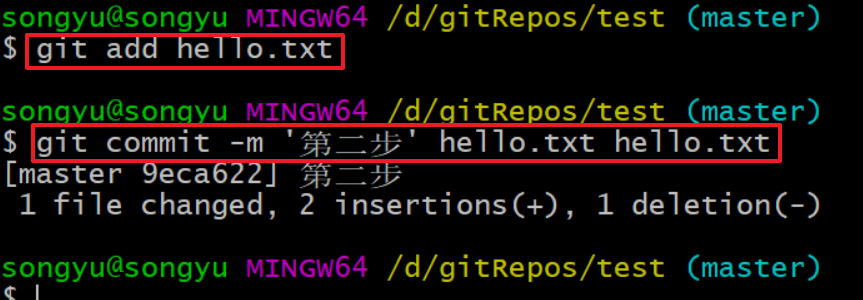 songyu@songyu MINGW64 /d/gitRepos/test (master)
$ git add hello.txt
songyu@songyu MINGW64 /d/gitRepos/test (master)
$ git commit -m '第二步' hello.txt hello.txt
[master 9eca622] 第二步
 1 file changed, 2 insertions(+), 1 deletion(-)
songyu@songyu MINGW64 /d/gitRepos/test (master)
$